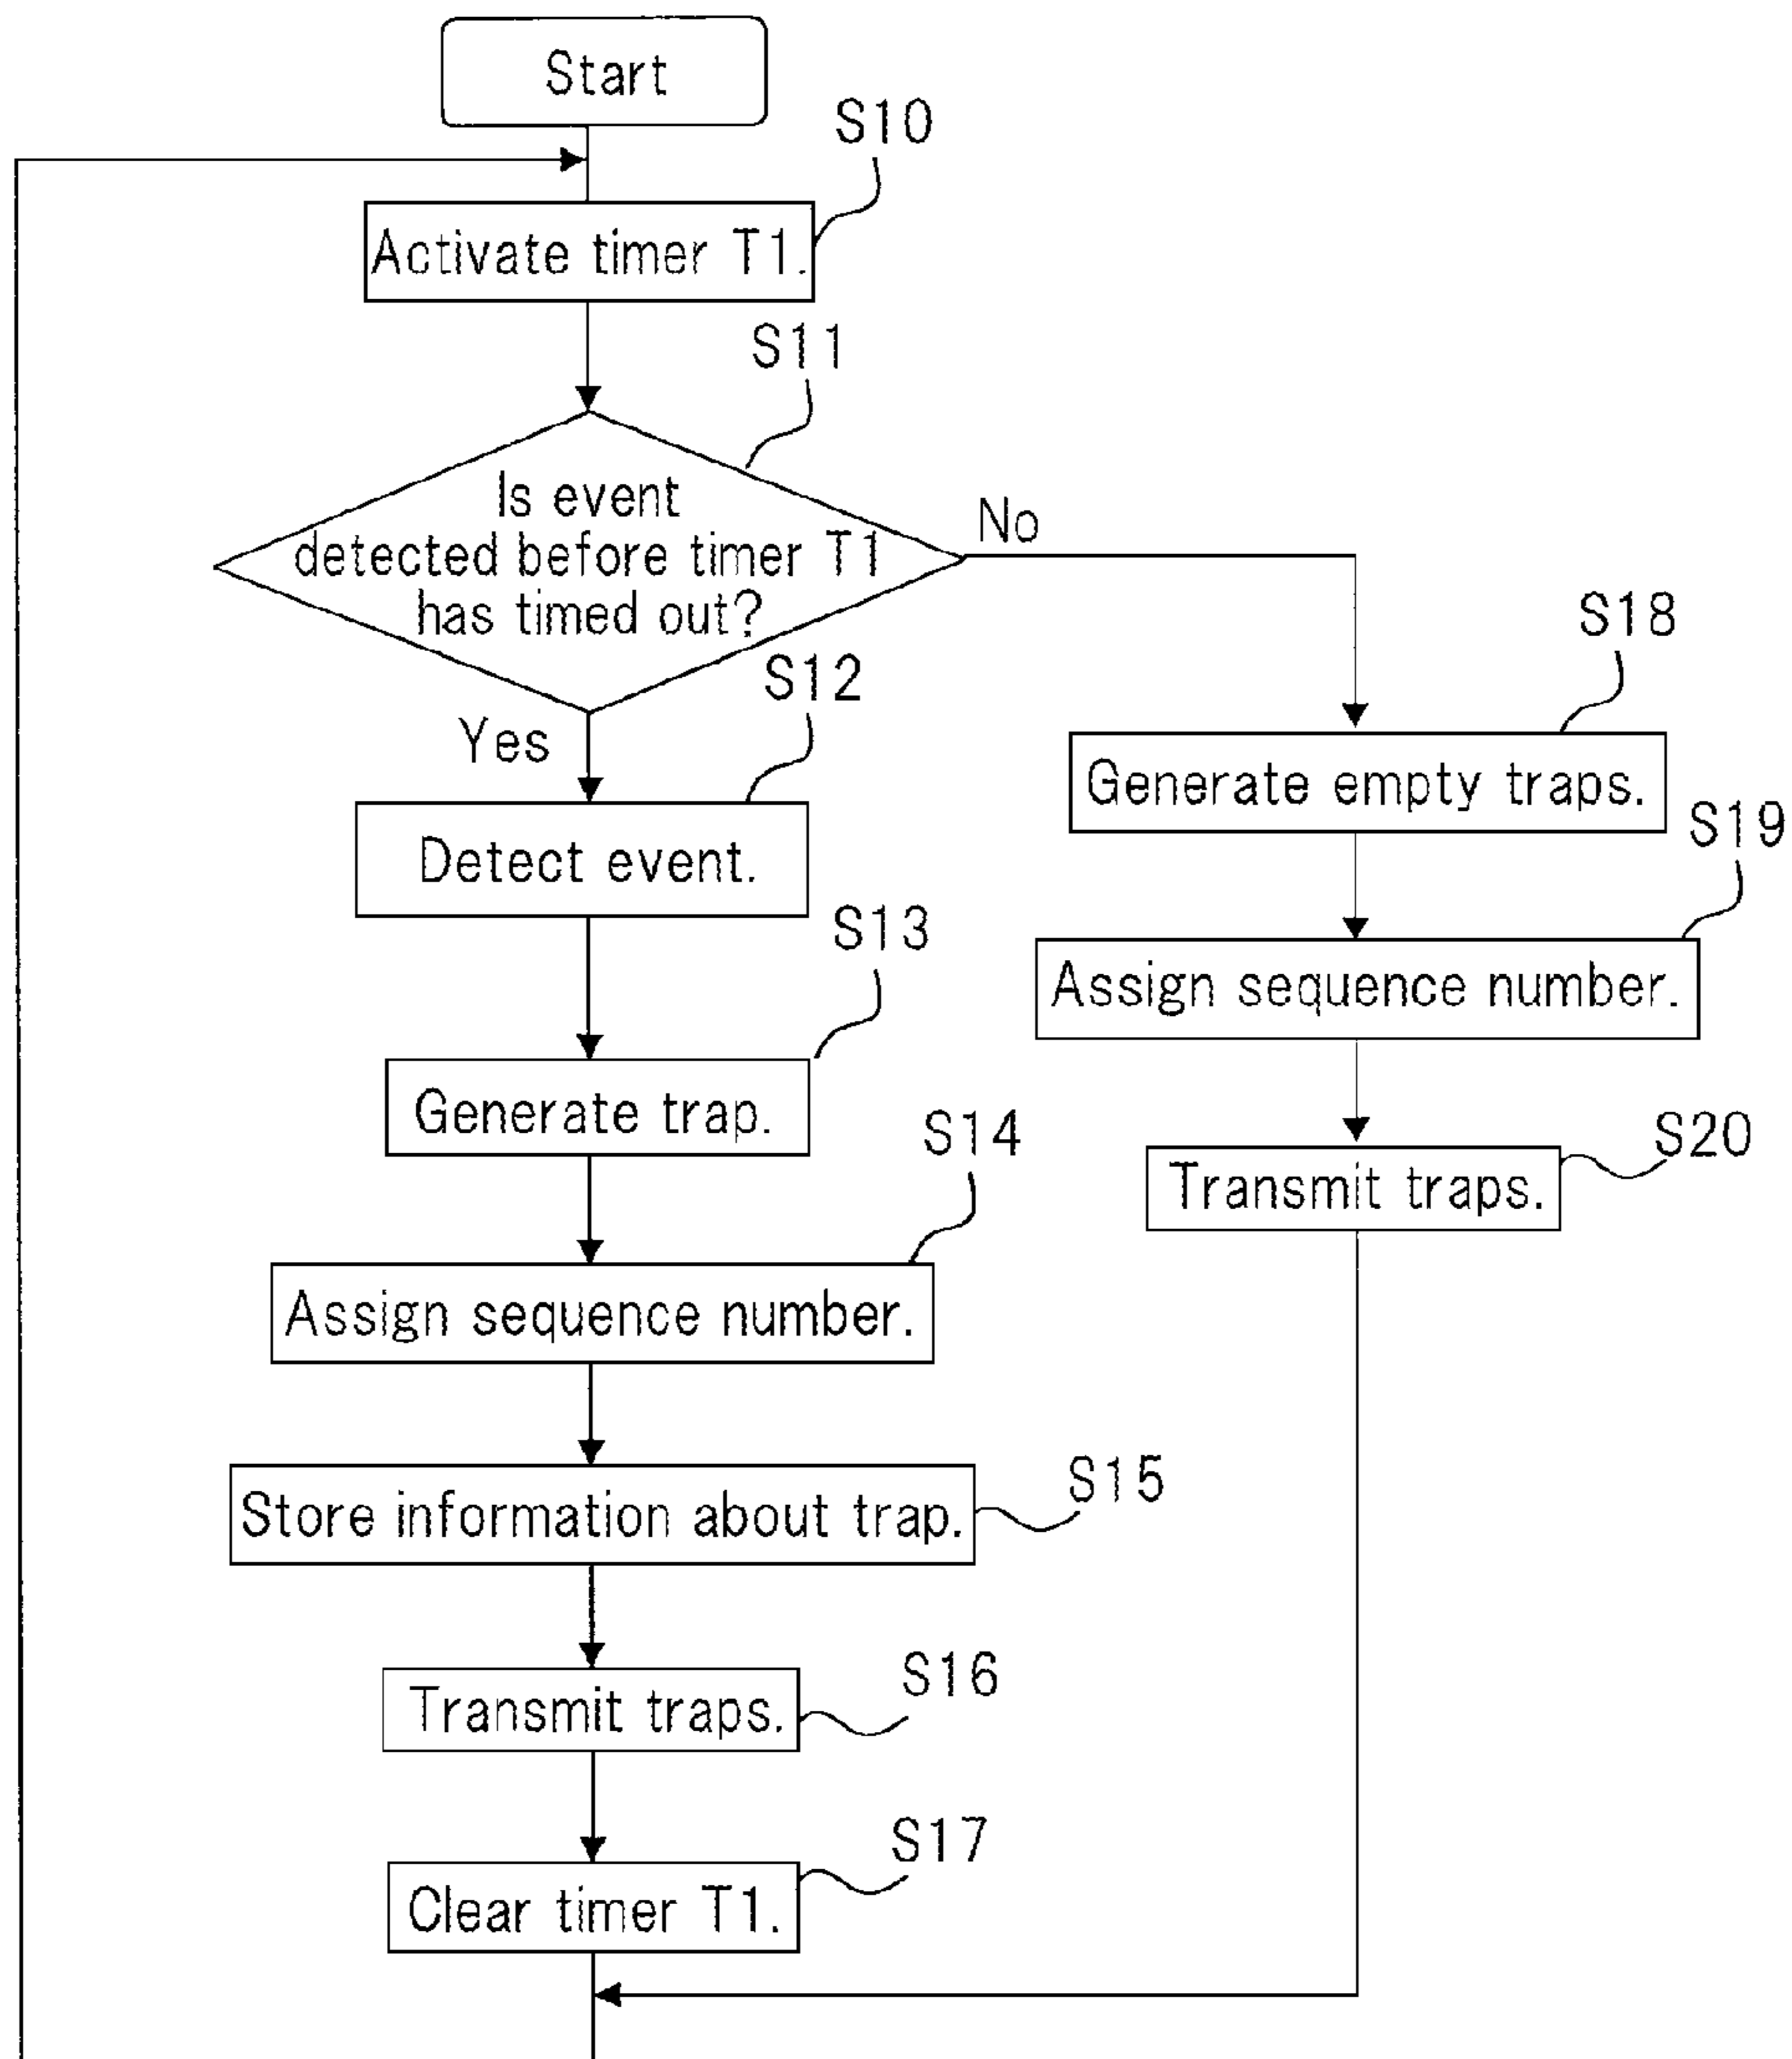 Start
S10
Activate timer T1.
S11
Is event
detected before timer T1
has timed out?
No
Yes
S12
Detect event.
S13
Generate trap.
S14
Assign sequence number.
S15
Store information about trap.
S16
Transmit traps.
S17
Clear timer T1.
S18
Generate empty traps.
S19
Assign sequence number.
S20
Transmit traps.